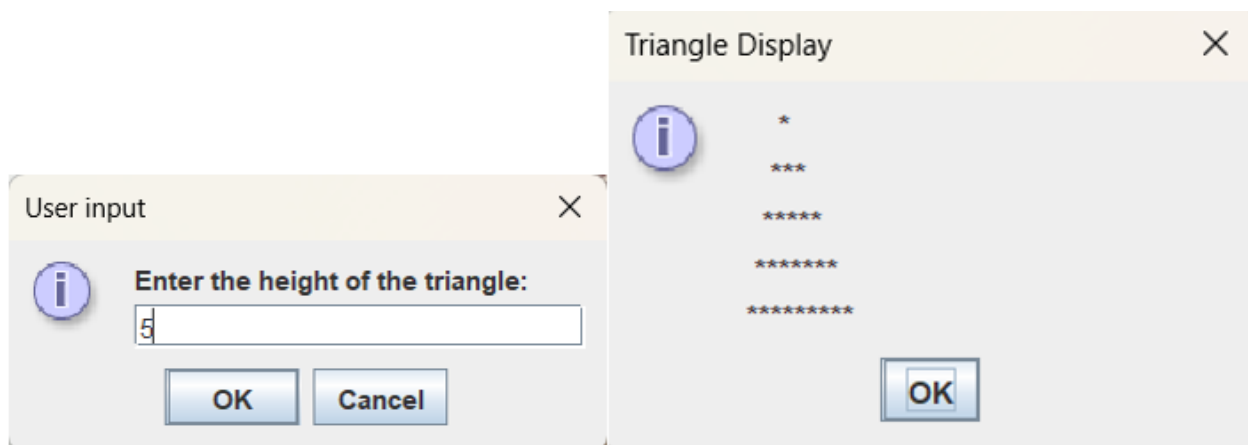 User input
Enter the height of the triangle:
5
OK Cancel
Triangle Display
*
***
*****
*******
*********
OK